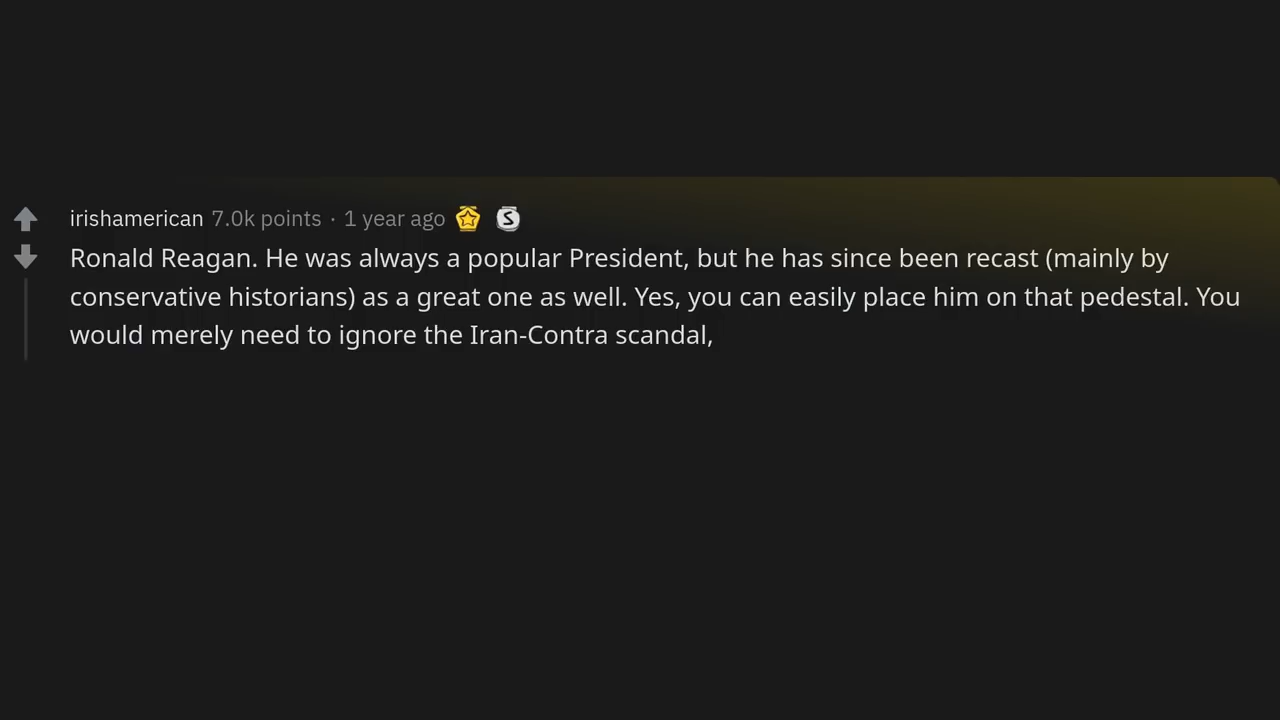 irishamerican 7.0k points · 1 year ago
Ronald Reagan. He was always a popular President, but he has since been recast (mainly by
conservative historians) as a great one as well. Yes, you can easily place him on that pedestal. You
would merely need to ignore the Iran-Contra scandal,